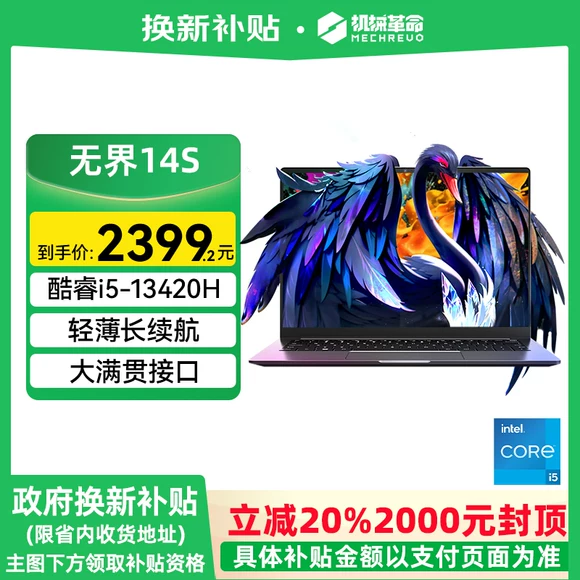 换新补贴
机械革命
MECHREVO
无界14S
到手价:2399.2元
酷睿i5-13420H
轻薄长续航
大满贯接口
intel
CORE
i5
政府换新补贴
(限省内收货地址)
主图下方领取补贴资格
立减20%2000元封顶
具体补贴金额以支付页面为准